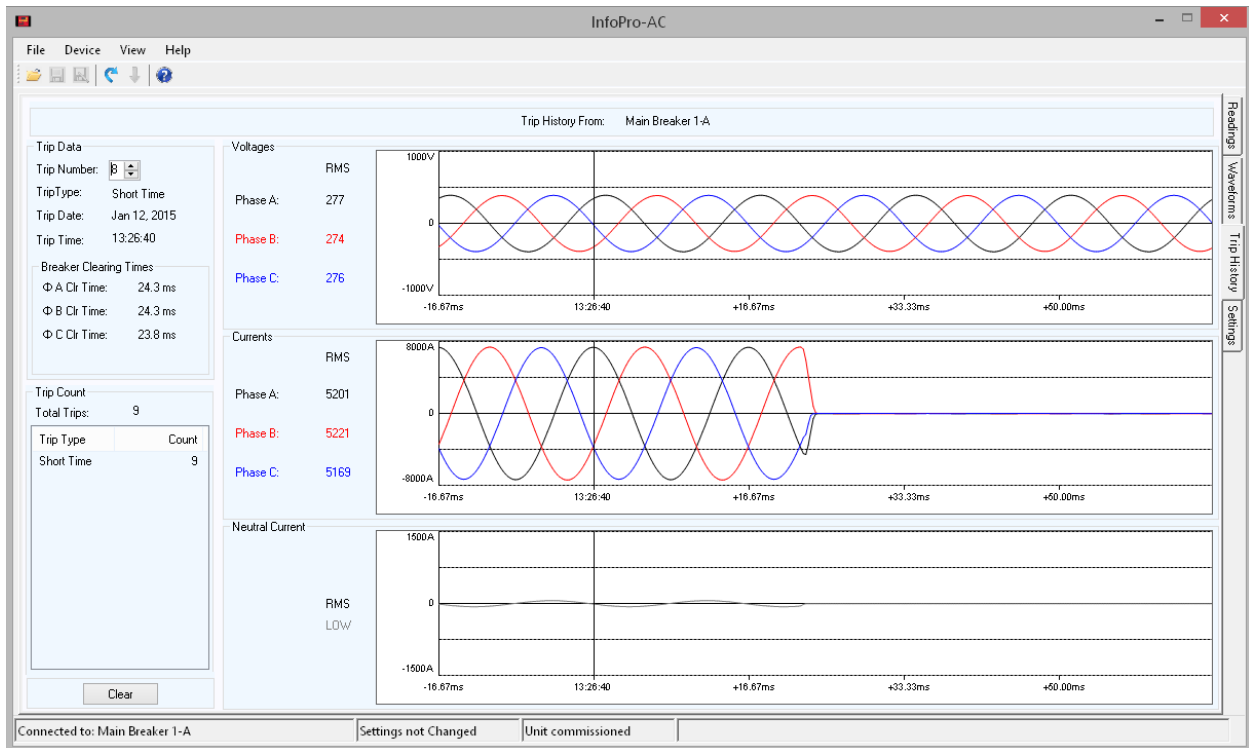 InfoPro-AC
File Device View Help
Trip History From: Main Breaker 1-A
Readings
Waveforms
Trip History
Settings
Trip Data
Trip Number: 8
TripType: Short Time
Trip Date: Jan 12, 2015
Trip Time: 13:26:40
Breaker Clearing Times
Φ A Clr Time: 24.3 ms
Φ B Clr Time: 24.3 ms
Φ C Clr Time: 23.8 ms
Trip Count
Total Trips: 9
Trip Type Count
Short Time 9
Clear
Voltages
RMS
Phase A: 277
Phase B: 274
Phase C: 276
1000V
0
-1000V
-16.67ms 13:26:40 +16.67ms +33.33ms +50.00ms
Currents
RMS
Phase A: 5201
Phase B: 5221
Phase C: 5169
8000A
0
-8000A
-16.67ms 13:26:40 +16.67ms +33.33ms +50.00ms
Neutral Current
RMS
LOW
1500A
0
-1500A
-16.67ms 13:26:40 +16.67ms +33.33ms +50.00ms
Connected to: Main Breaker 1-A Settings not Changed Unit commissioned